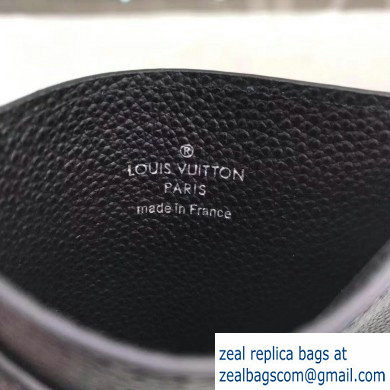 ®
LOUIS VUITTON
PARIS
made in France
zeal replica bags at
zealbagscom@gmail.com